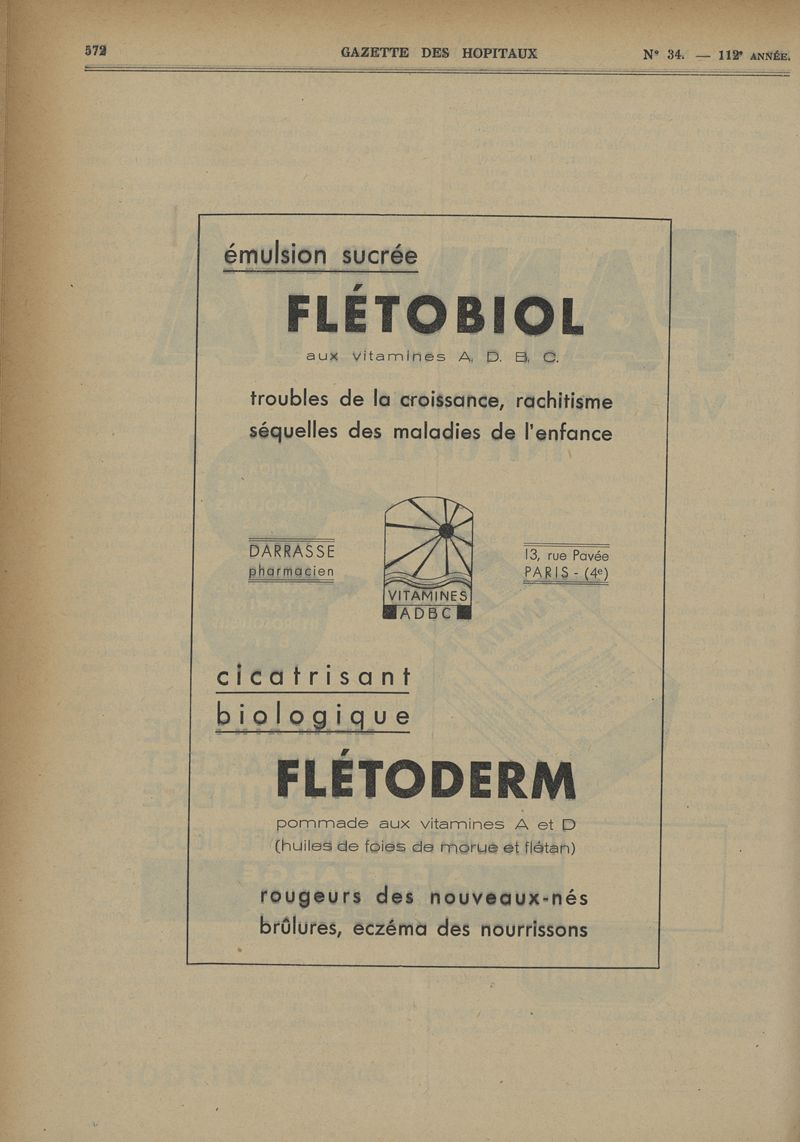 572 GAZETTE DES HOPITAUX N° 34. — 112e ANNÉE.
émulsion sucrée
FLÉTOBIOL
aux vitamines A, D. B, C.
troubles de la croissance, rachitisme
séquelles des maladies de l'enfance
DARRASSE
pharmacien
VITAMINES
ADBC
13, rue Pavée
PARIS - (4e)
cicatrisant
biologique
FLÉTODERM
pommade aux vitamines A et D
(huiles de foies de morue et flétan)
rougeurs des nouveaux-nés
brûlures, eczéma des nourrissons